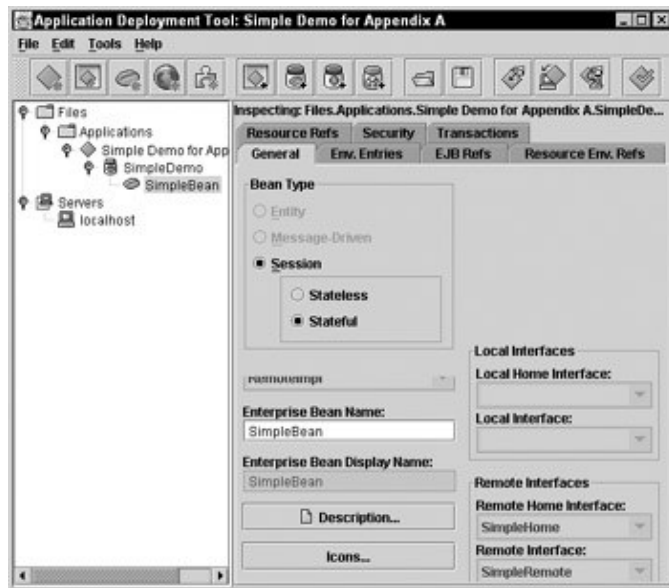 Application Deployment Tool: Simple Demo for Appendix A
File Edit Tools Help
Files
Applications
Simple Demo for App
SimpleDemo
SimpleBean
Servers
localhost
Inspecting: Files.Applications.Simple Demo for Appendix A.SimpleDe...
Resource Refs Security Transactions
General Env. Entries EJB Refs Resource Env. Refs
Bean Type
Entity
Message-Driven
Session
Stateless
Stateful
RemoteImpl
Enterprise Bean Name:
SimpleBean
Enterprise Bean Display Name:
SimpleBean
Description...
Icons...
Local Interfaces
Local Home Interface:
Local Interface:
Remote Interfaces
Remote Home Interface:
SimpleHome
Remote Interface:
SimpleRemote